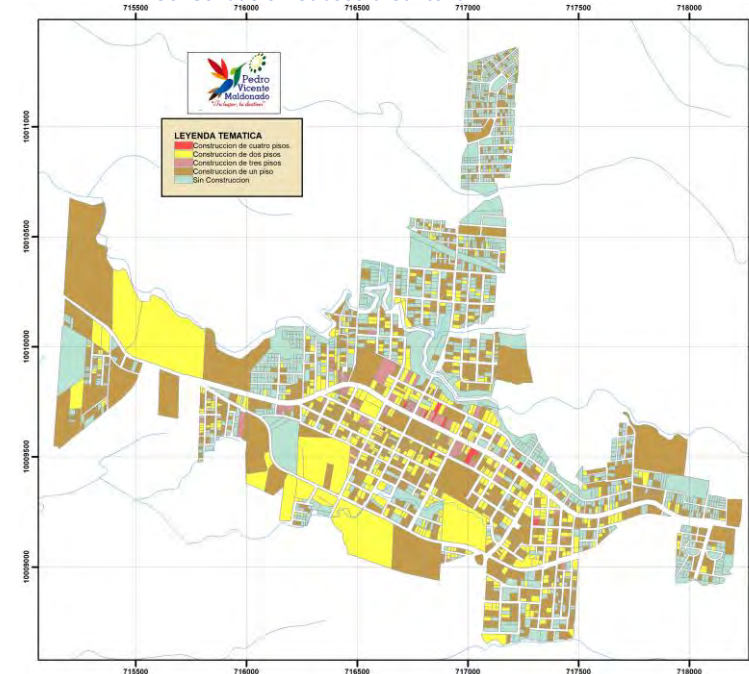 715500 716000 716500 717000 717500 718000
Pedro
Vicente
Maldonado
LEYENDA TEMATICA
Construccion de cuatro pisos
Construccion de dos pisos
Construccion de tres pisos
Construccion de un piso
Sin Construccion
10011000
10010500
10010000
10009500
10009000
715500 716000 716500 717000 717500 718000